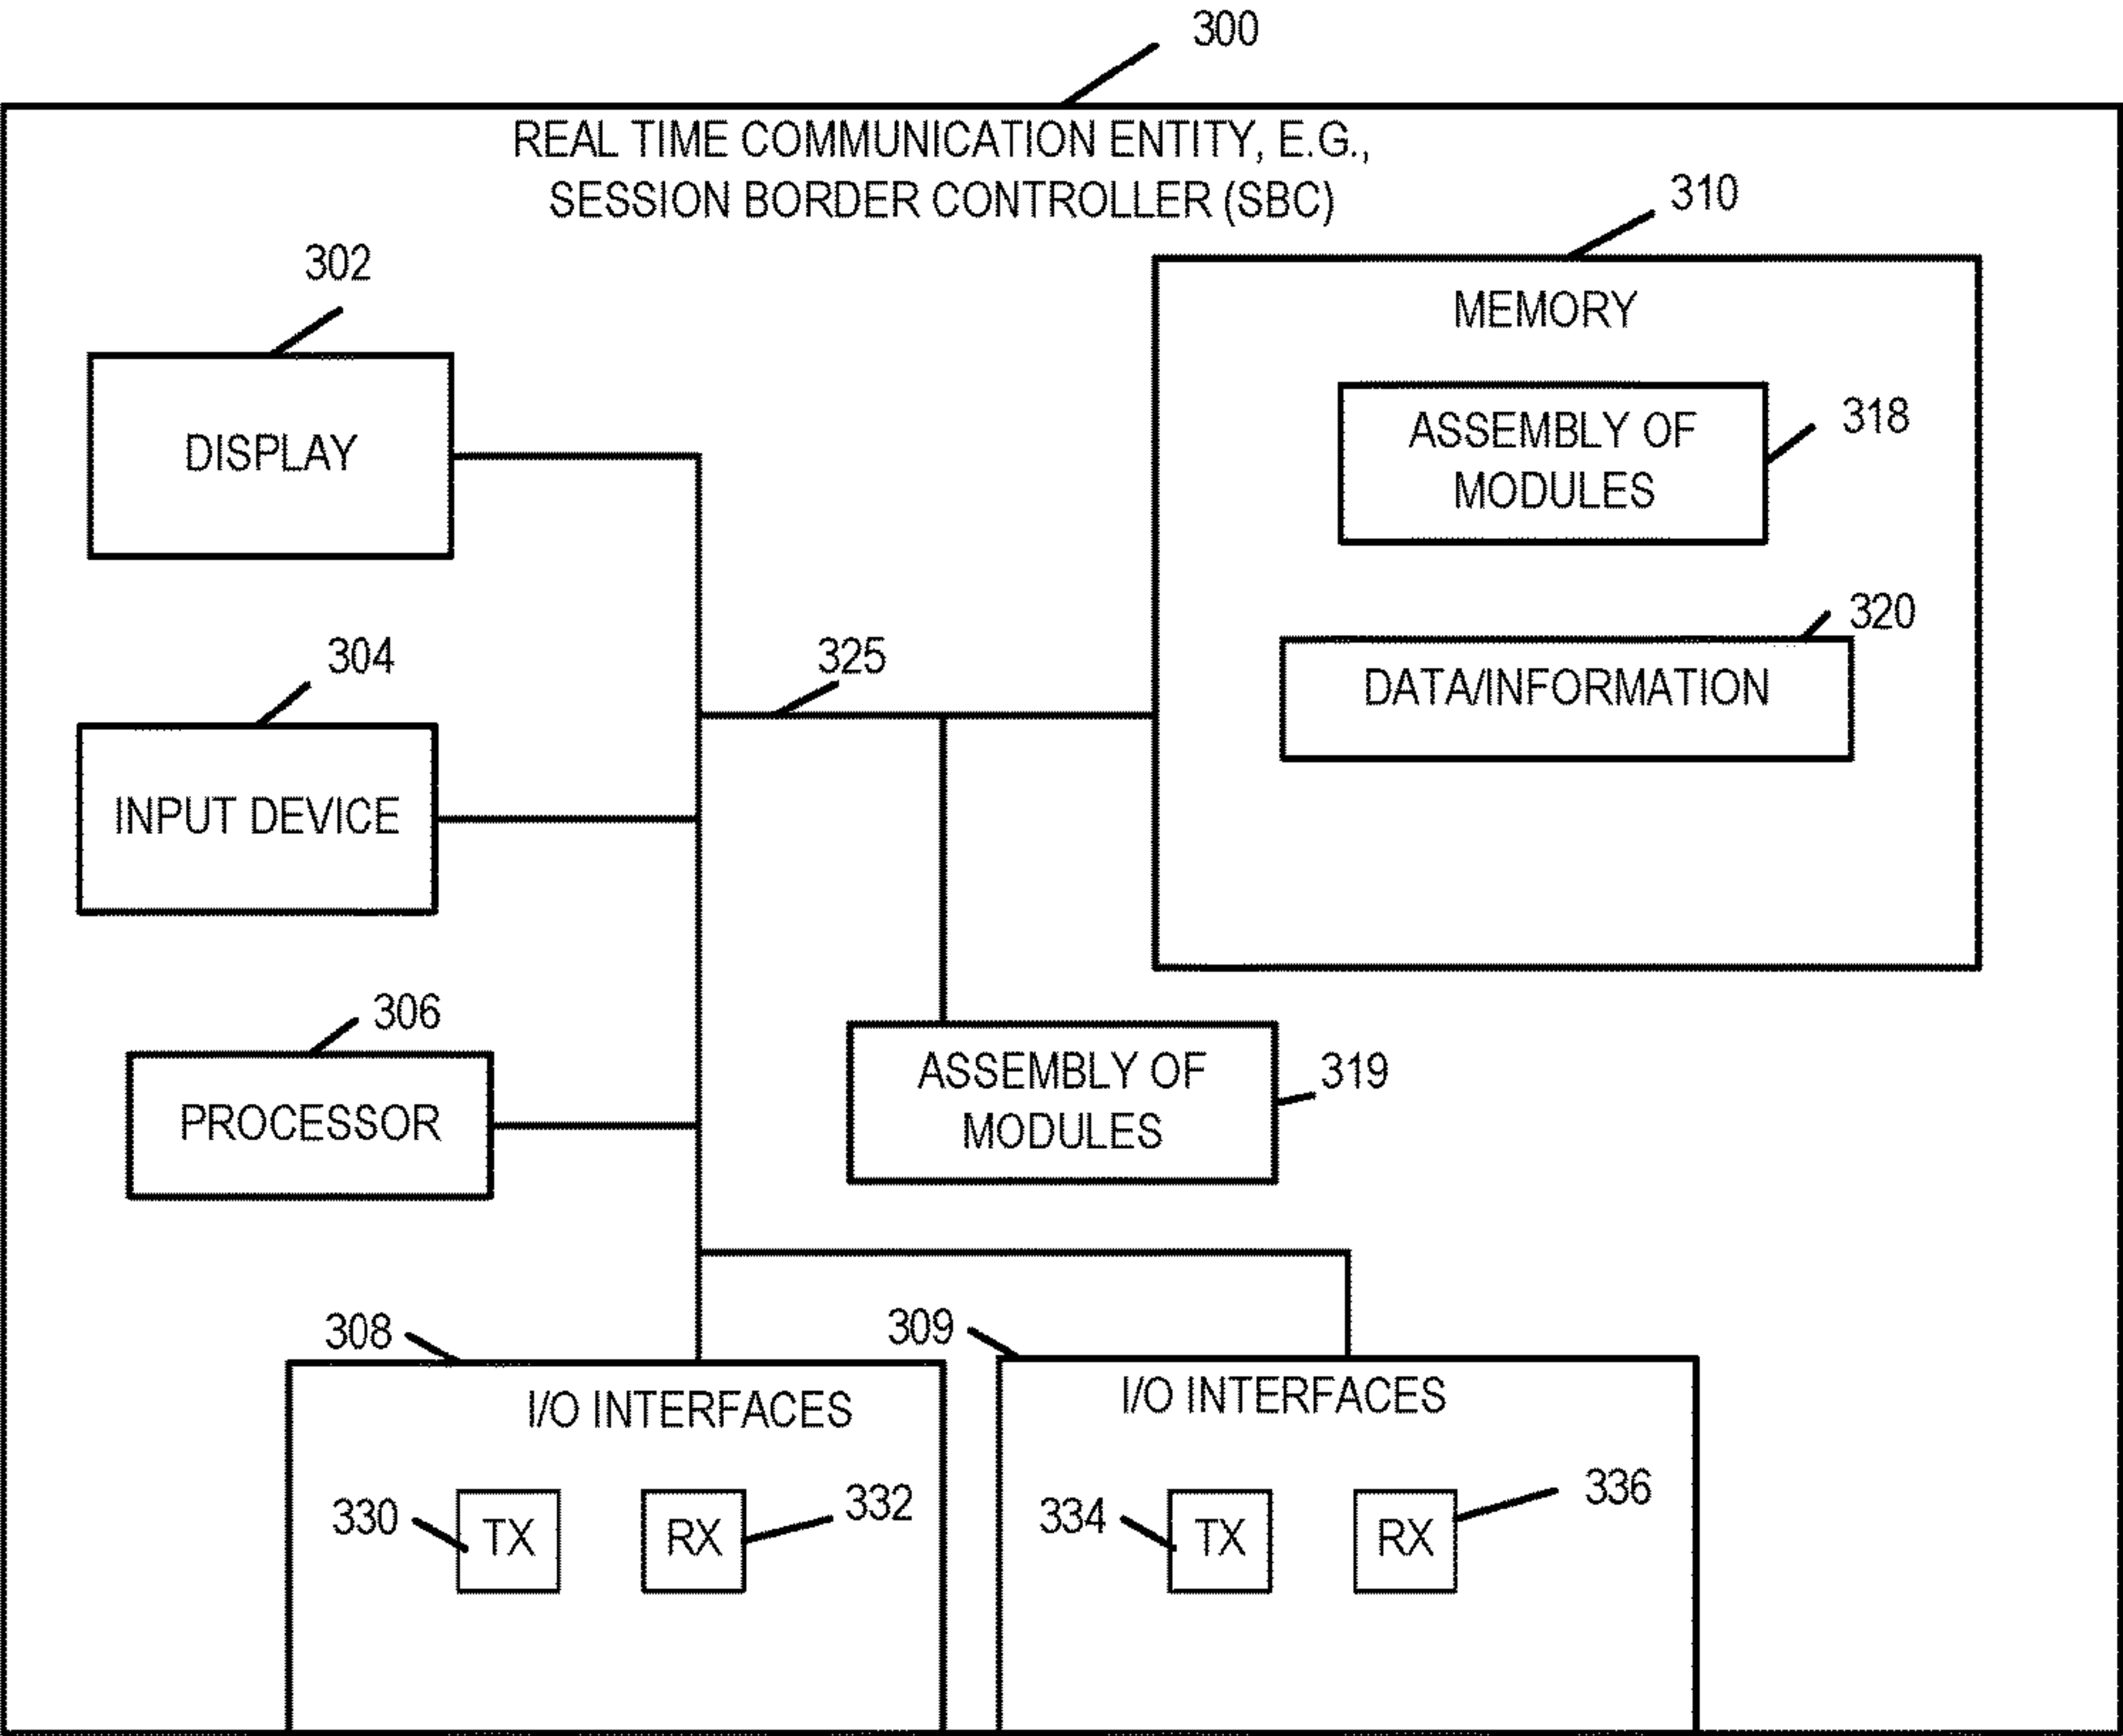 300
REAL TIME COMMUNICATION ENTITY, E.G.,
SESSION BORDER CONTROLLER (SBC)
310
302
MEMORY
DISPLAY
ASSEMBLY OF
MODULES
318
320
DATA/INFORMATION
304
325
INPUT DEVICE
306
PROCESSOR
ASSEMBLY OF
MODULES
319
308
I/O INTERFACES
330
TX
RX
332
309
I/O INTERFACES
334
TX
RX
336